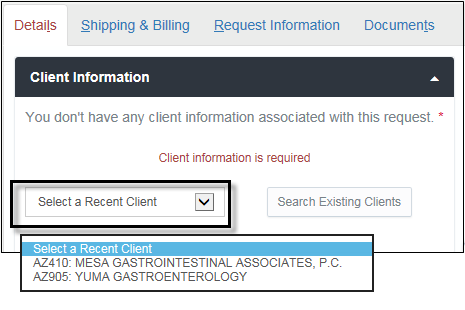 Details Shipping & Billing Request Information Documents
Client Information
You don't have any client information associated with this request. *
Client information is required
Select a Recent Client Search Existing Clients
Select a Recent Client
AZ410: MESA GASTROINTESTINAL ASSOCIATES, P.C.
AZ905: YUMA GASTROENTEROLOGY